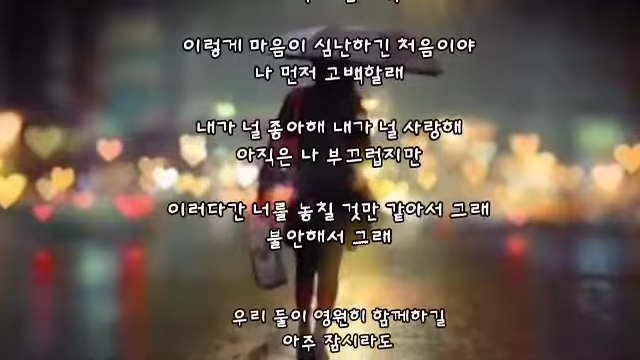 이렇게 마음이 심난하긴 처음이야
나 먼저 고백할래
내가 널 좋아해 내가 널 사랑해
아직은 나 부끄럽지만
이러다간 너를 놓칠 것만 같아서 그래
불안해서 그래
우리 둘이 영원히 함께하길
아주 잠시라도